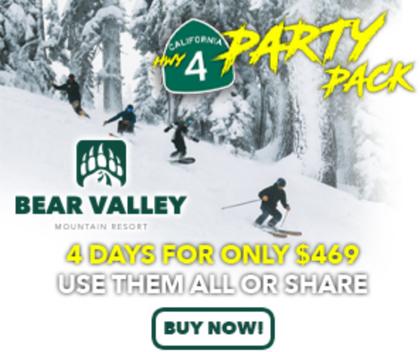 CALIFORNIA
HWY 4 PARTY
PACK
BEAR VALLEY
MOUNTAIN RESORT
4 DAYS FOR ONLY $469
USE THEM ALL OR SHARE
BUY NOW!